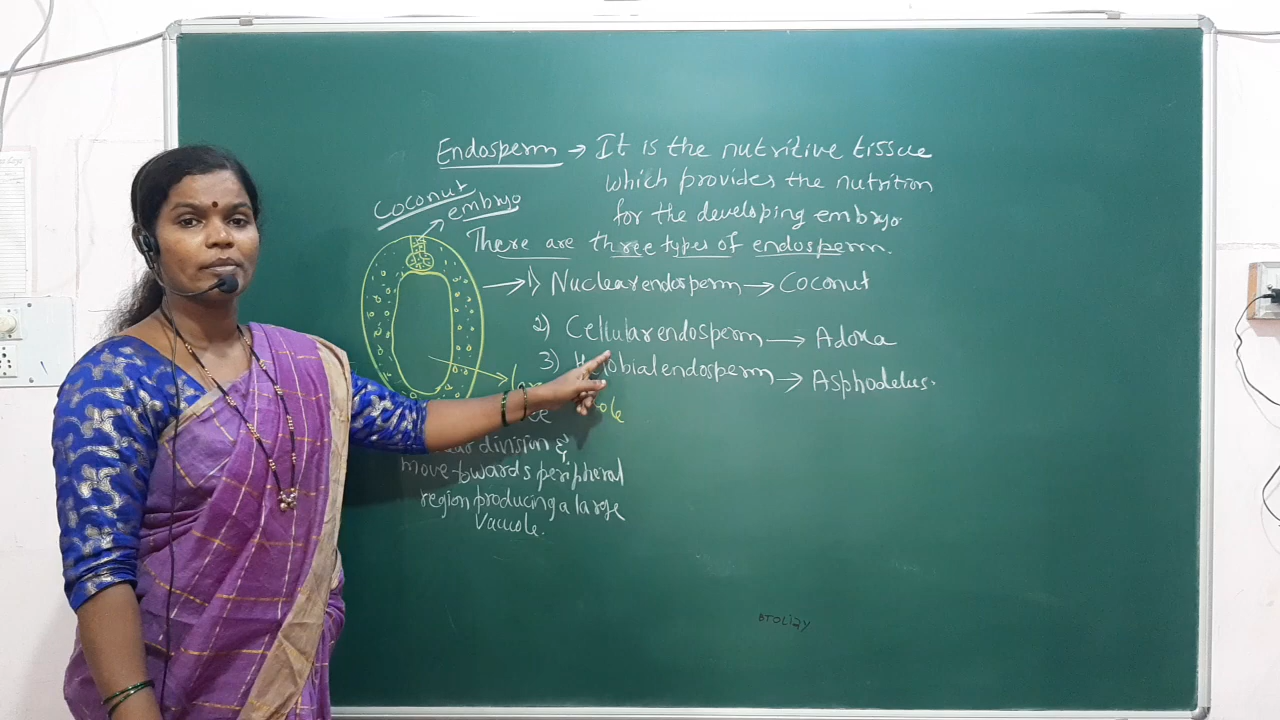 Endosperm → It is the nutritive tissue
which provides the nutrition
for the developing embryo.
Coconut
embryo
There are three types of endosperm.
→ 1) Nuclear endosperm → Coconut
2) Cellular endosperm → Adoxa
3) endosperm → Asphodelus.
division &
move towards peripheral
region producing a large
Vacuole.
BIOLIZY